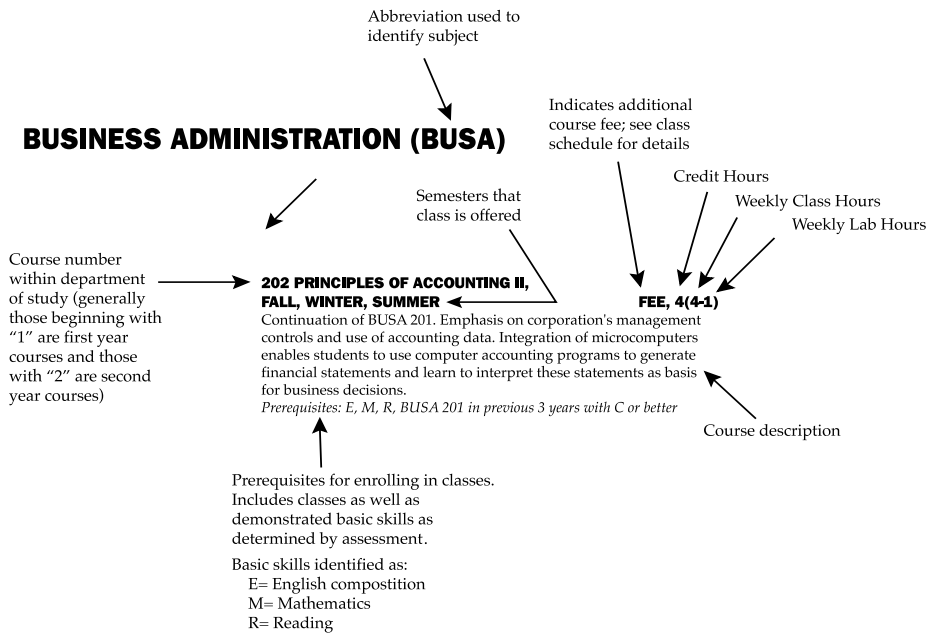 Abbreviation used to
identify subject
BUSINESS ADMINISTRATION (BUSA)
Indicates additional
course fee; see class
schedule for details
Credit Hours
Weekly Class Hours
Weekly Lab Hours
Semesters that
class is offered
Course number
within department
of study (generally
those beginning with
“1” are first year
courses and those
with “2” are second
year courses)
202 PRINCIPLES OF ACCOUNTING II,
FALL, WINTER, SUMMER FEE, 4(4-1)
Continuation of BUSA 201. Emphasis on corporation's management
controls and use of accounting data. Integration of microcomputers
enables students to use computer accounting programs to generate
financial statements and learn to interpret these statements as basis
for business decisions.
Prerequisites: E, M, R, BUSA 201 in previous 3 years with C or better
Course description
Prerequisites for enrolling in classes.
Includes classes as well as
demonstrated basic skills as
determined by assessment.
Basic skills identified as:
E= English compostition
M= Mathematics
R= Reading